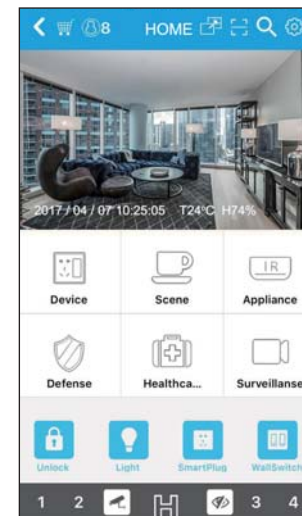 8 HOME
2017/04/07 10:25:05 T24°C H74%
IR
Device Scene Appliance
Defense Healthca... Surveillanse
Unlock Light SmartPlug WallSwitch
1 2 H 3 4